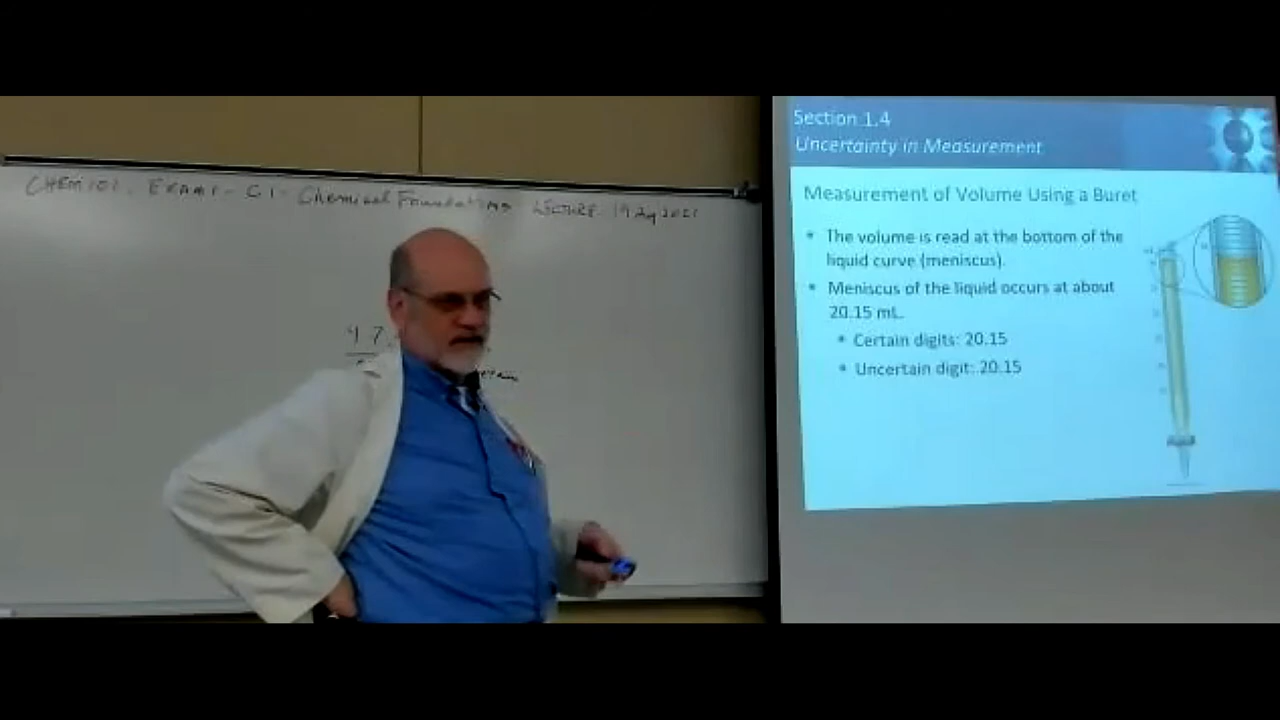 CHEM 101. EXAM 1 - C1 - Chemical Foundations LECTURE 19 2021
47.
Section 1.4
Uncertainty in Measurement
Measurement of Volume Using a Buret
• The volume is read at the bottom of the
liquid curve (meniscus).
• Meniscus of the liquid occurs at about
20.15 mL.
• Certain digits: 20.15
• Uncertain digit: 20.15